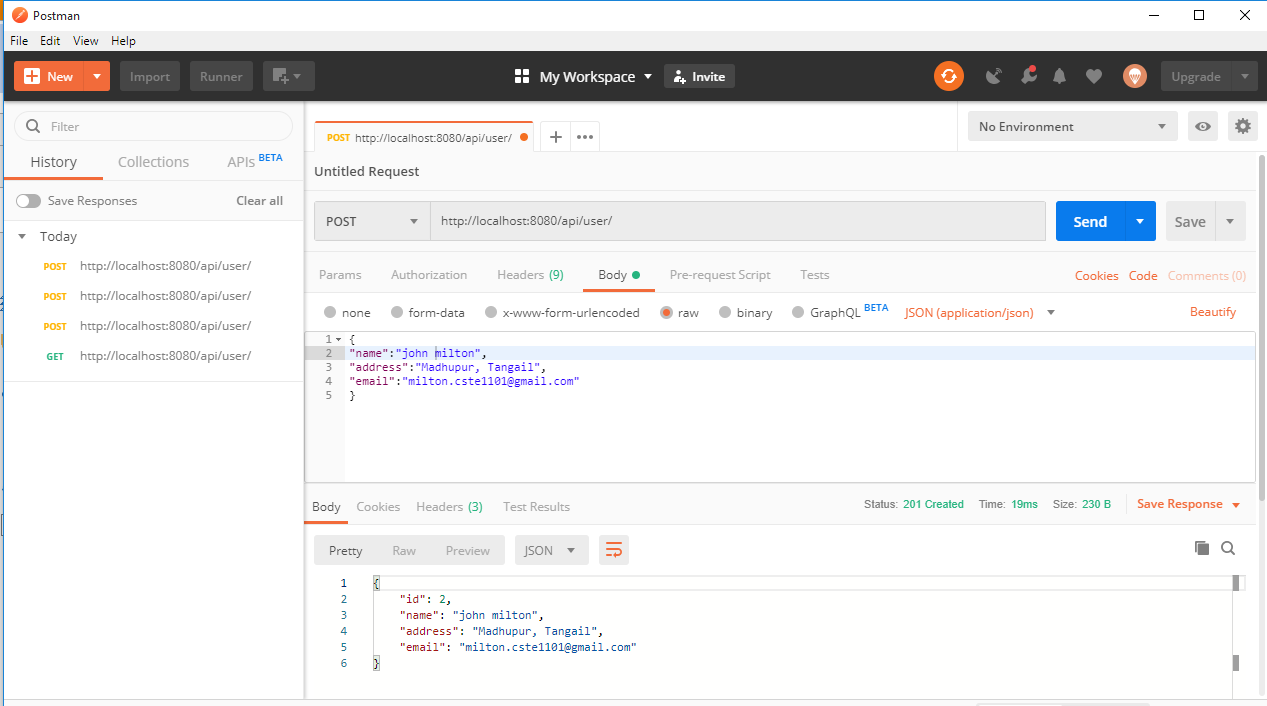 Postman
File Edit View Help
New Import Runner My Workspace Invite Upgrade
Filter
History Collections APIs BETA
Save Responses Clear all
Today
POST http://localhost:8080/api/user/
POST http://localhost:8080/api/user/
POST http://localhost:8080/api/user/
GET http://localhost:8080/api/user/
POST http://localhost:8080/api/user/ No Environment
Untitled Request
POST http://localhost:8080/api/user/ Send Save
Params Authorization Headers (9) Body Pre-request Script Tests Cookies Code Comments (0)
none form-data x-www-form-urlencoded raw binary GraphQL BETA JSON (application/json) Beautify
1 {
2 "name":"john milton",
3 "address":"Madhupur, Tangail",
4 "email":"milton.cste1101@gmail.com"
5 }
Body Cookies Headers (3) Test Results Status: 201 Created Time: 19ms Size: 230 B Save Response
Pretty Raw Preview JSON
1 {
2 "id": 2,
3 "name": "john milton",
4 "address": "Madhupur, Tangail",
5 "email": "milton.cste1101@gmail.com"
6 }